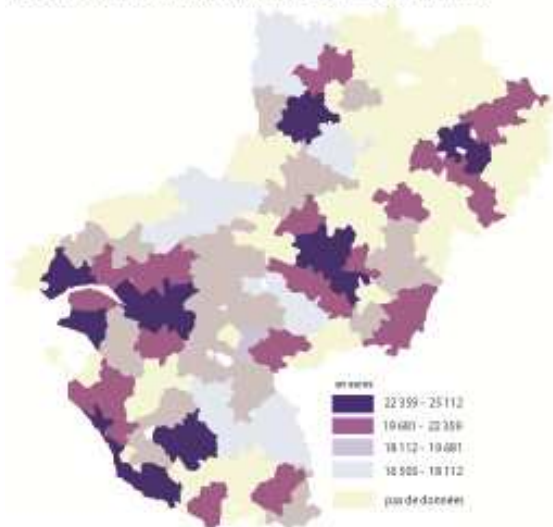 en euros
22 359 - 25 112
19 681 - 22 359
18 112 - 19 681
16 905 - 18 112
pas de données